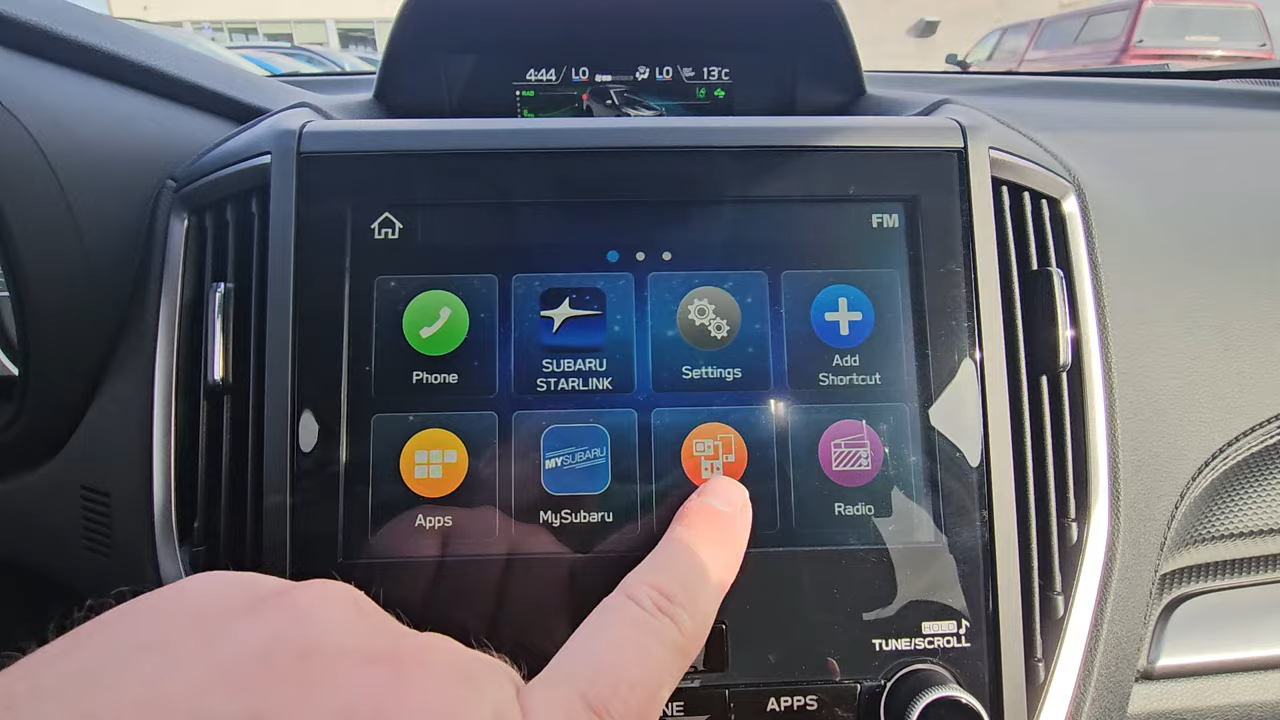 4:44 LO LO 13°C
FM
Phone
SUBARU
STARLINK
Settings
Add
Shortcut
Apps
MYSUBARU
MySubaru
Radio
HOLD
TUNE/SCROLL
APPS